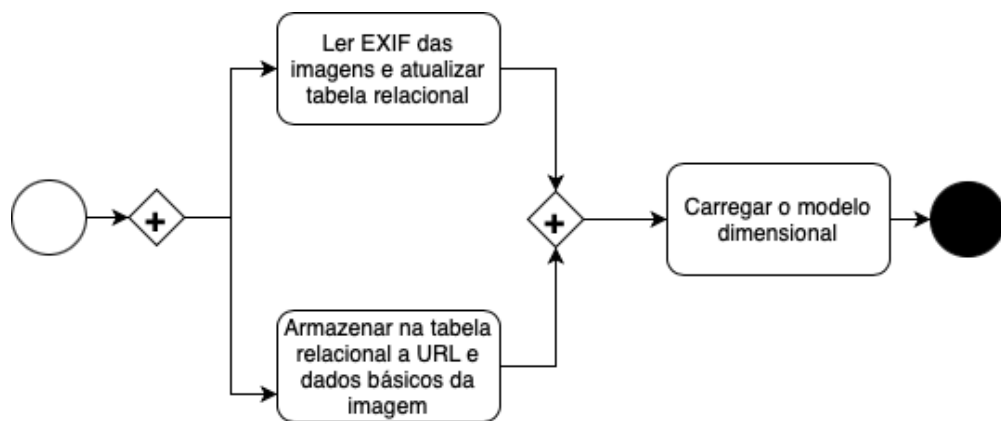 Ler EXIF das
imagens e atualizar
tabela relacional
Armazenar na tabela
relacional a URL e
dados básicos da
imagem
Carregar o modelo
dimensional